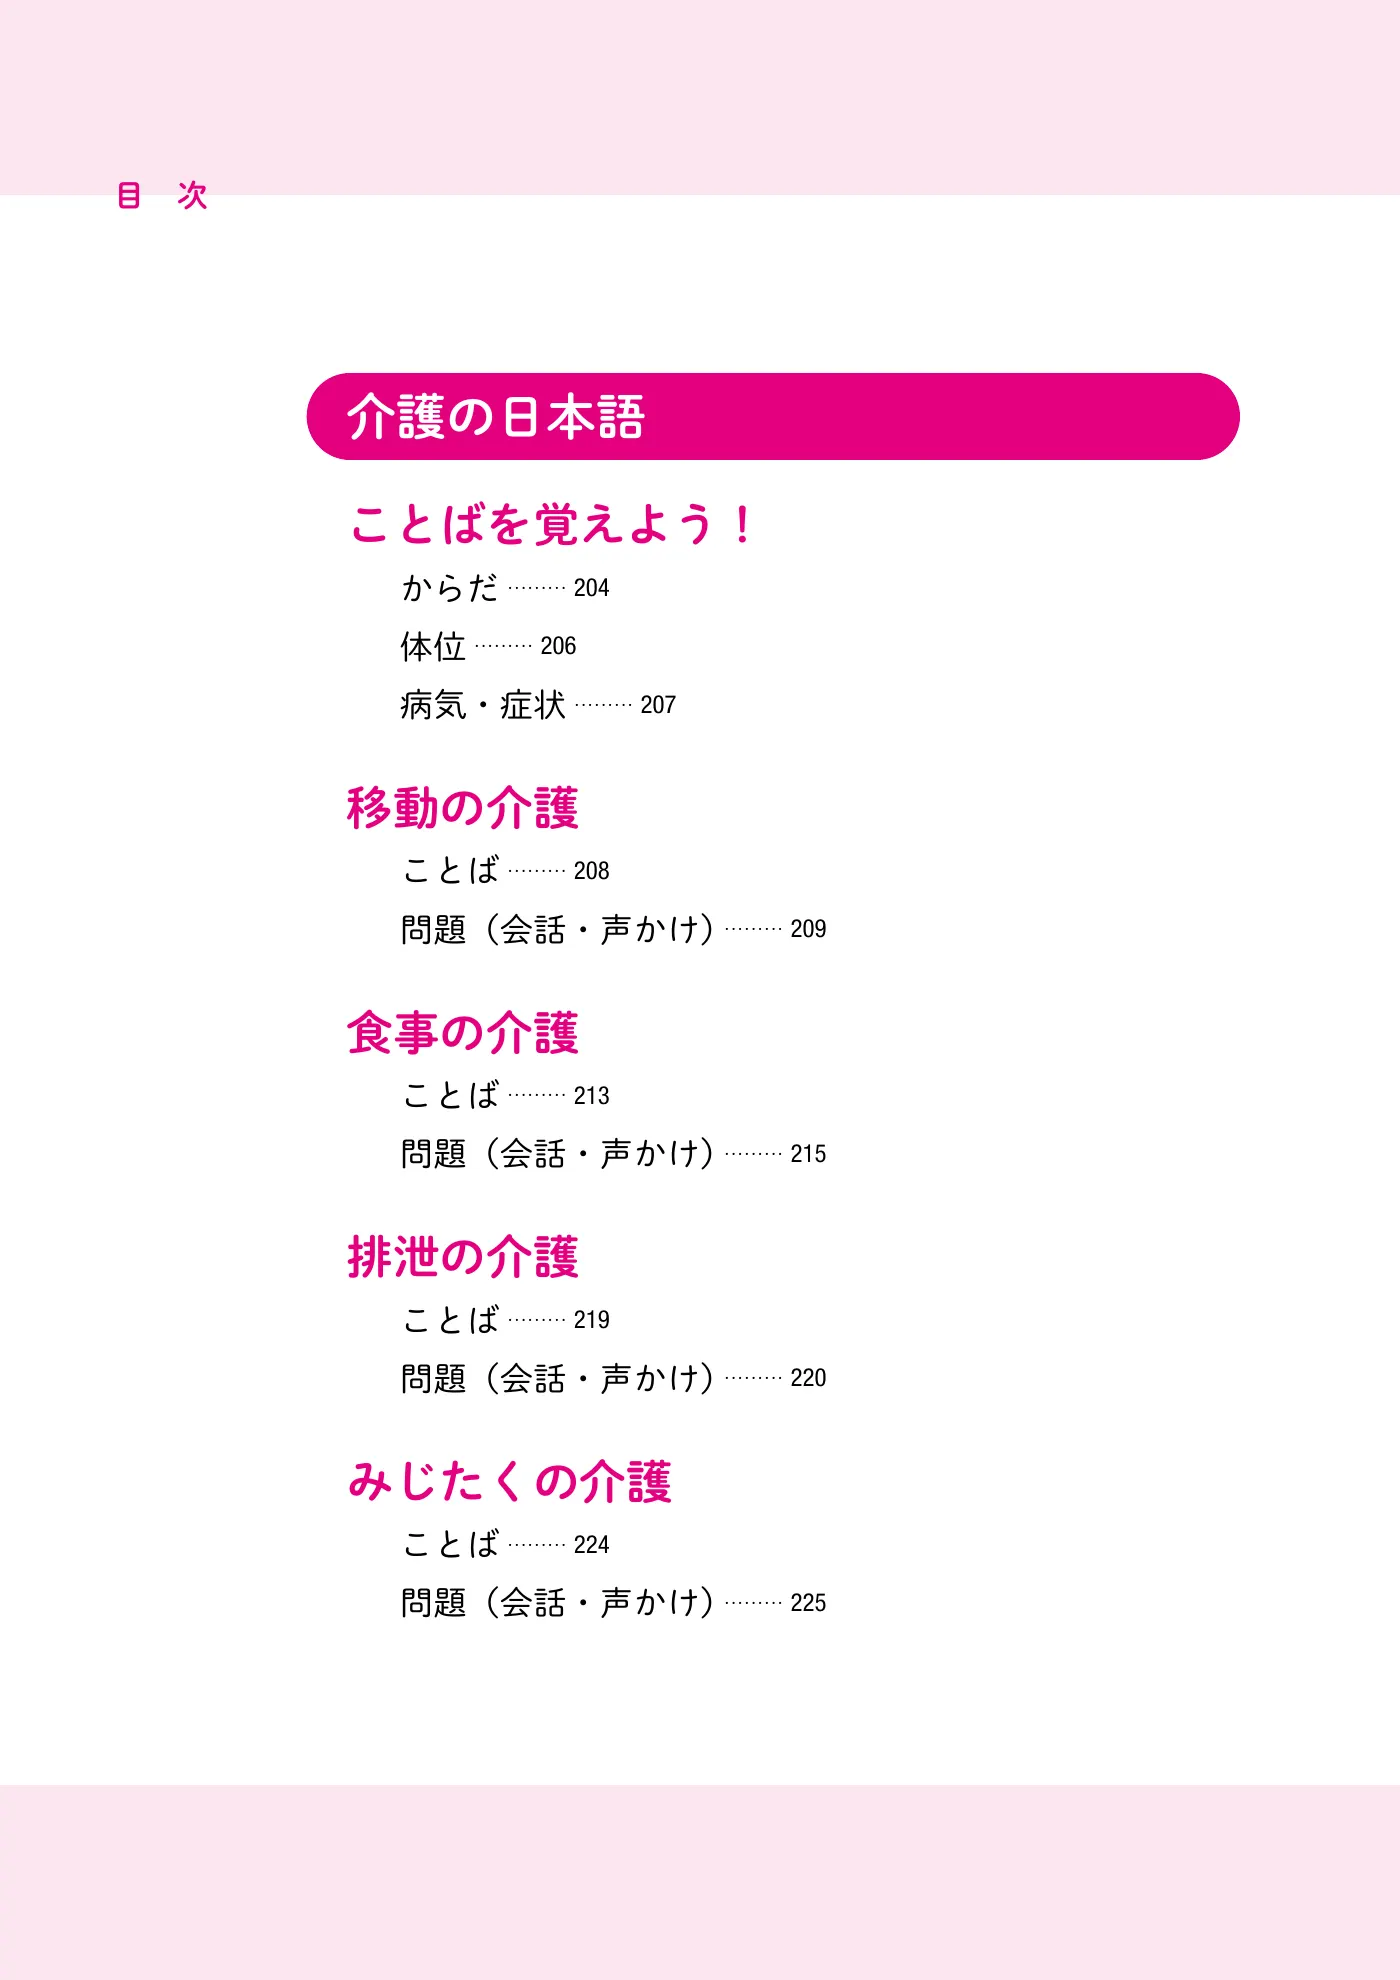 目　次
介護の日本語
ことばを覚えよう！
からだ ……… 204
体位 ……… 206
病気・症状 ……… 207
移動の介護
ことば ……… 208
問題（会話・声かけ）……… 209
食事の介護
ことば ……… 213
問題（会話・声かけ）……… 215
排泄の介護
ことば ……… 219
問題（会話・声かけ）……… 220
みじたくの介護
ことば ……… 224
問題（会話・声かけ）……… 225